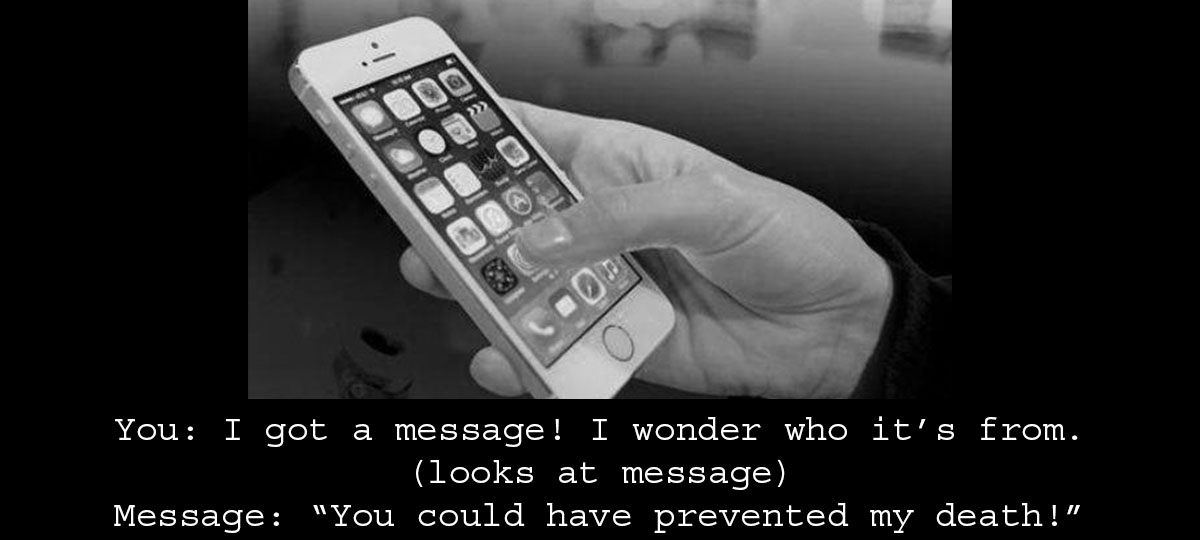 You: I got a message! I wonder who it’s from.
(looks at message)
Message: “You could have prevented my death!”